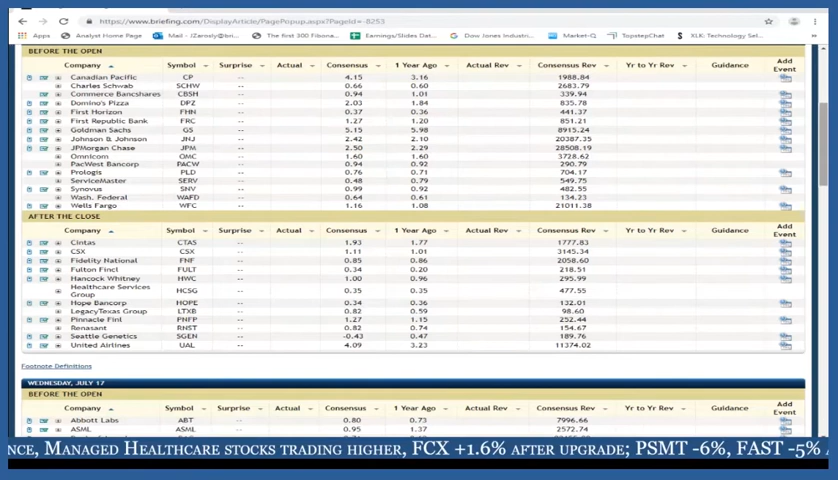 https://www.briefing.com/DisplayArticle/PagePopup.aspx?PageId=-8253
Apps Analyst Home Page Mail - JZarosly@bri... The first 300 Fibona... Earnings/Slides Dat... Dow Jones Industri... Market-Q TopstepChat XLK: Technology Sel...
BEFORE THE OPEN
Company Symbol Surprise Actual Consensus 1 Year Ago Actual Rev Consensus Rev Yr to Yr Rev Guidance Add Event
Canadian Pacific CP -- 4.15 3.16 1988.84
Charles Schwab SCHW -- 0.66 0.60 2683.79
Commerce Bancshares CBSH -- 0.94 1.01 339.94
Domino's Pizza DPZ -- 2.03 1.84 835.78
First Horizon FHN -- 0.37 0.36 441.37
First Republic Bank FRC -- 1.27 1.20 851.21
Goldman Sachs GS -- 5.15 5.98 8915.24
Johnson & Johnson JNJ -- 2.42 2.10 20387.35
JPMorgan Chase JPM -- 2.50 2.29 28508.19
Omnicom OMC -- 1.60 1.60 3728.62
PacWest Bancorp PACW -- 0.94 0.92 290.79
Prologis PLD -- 0.76 0.71 704.17
ServiceMaster SERV -- 0.48 0.79 549.75
Synovus SNV -- 0.99 0.92 482.55
Wash. Federal WAFD -- 0.64 0.61 134.23
Wells Fargo WFC -- 1.16 1.08 21011.38
AFTER THE CLOSE
Company Symbol Surprise Actual Consensus 1 Year Ago Actual Rev Consensus Rev Yr to Yr Rev Guidance Add Event
Cintas CTAS -- 1.93 1.77 1777.83
CSX CSX -- 1.11 1.01 3145.34
Fidelity National FNF -- 0.85 0.86 2058.60
Fulton Fincl FULT -- 0.34 0.20 218.51
Hancock Whitney HWC -- 1.00 0.96 295.99
Healthcare Services Group HCSG -- 0.35 0.35 477.55
Hope Bancorp HOPE -- 0.34 0.36 132.01
LegacyTexas Group LTXB -- 0.82 0.59 98.60
Pinnacle Finl PNFP -- 1.27 1.15 252.44
Renasant RNST -- 0.82 0.74 154.67
Seattle Genetics SGEN -- -0.43 0.47 189.76
United Airlines UAL -- 4.09 3.23 11374.02
Footnote Definitions
WEDNESDAY, JULY 17
BEFORE THE OPEN
Company Symbol Surprise Actual Consensus 1 Year Ago Actual Rev Consensus Rev Yr to Yr Rev Guidance Add Event
Abbott Labs ABT -- 0.80 0.73 7996.66
ASML ASML -- 0.95 1.37 2572.74
NCE, MANAGED HEALTHCARE STOCKS TRADING HIGHER, FCX +1.6% AFTER UPGRADE; PSMT -6%, FAST -5%